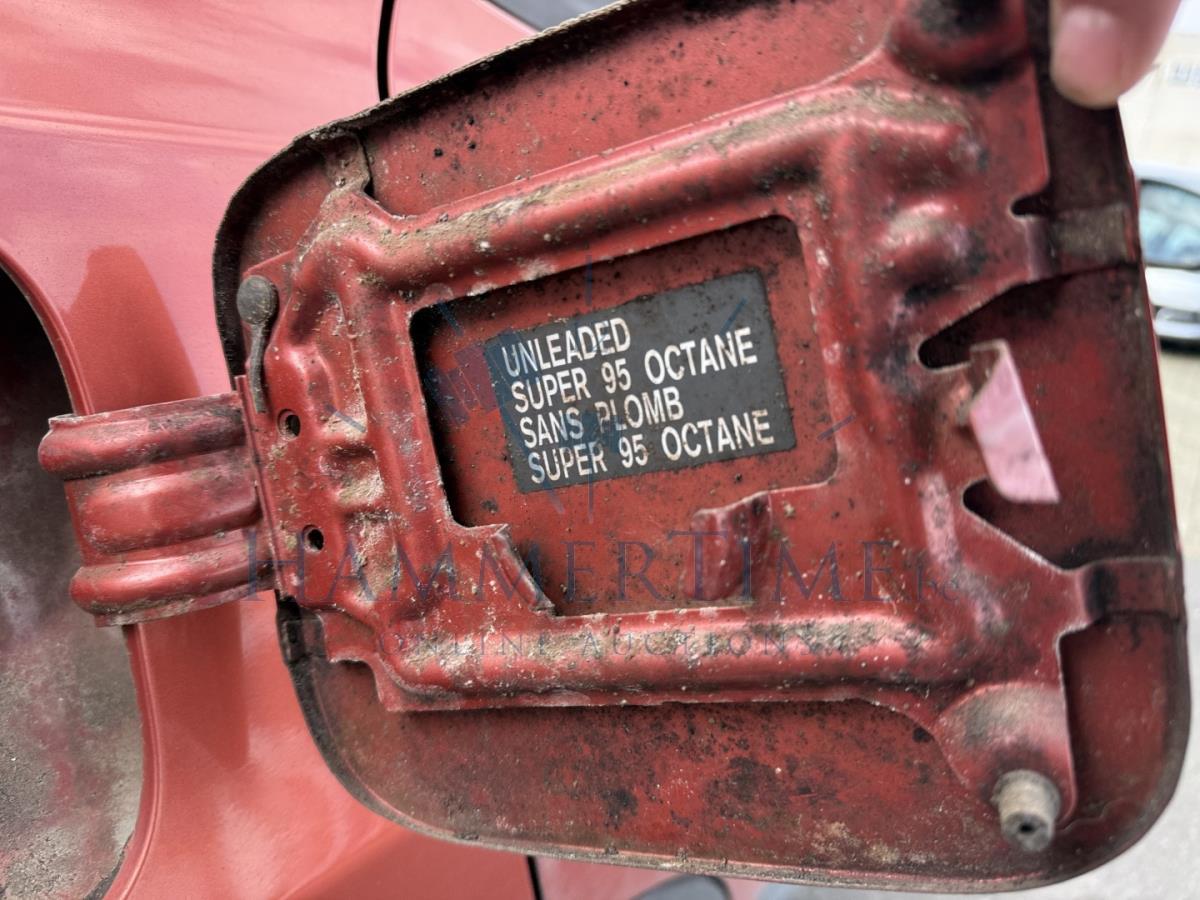 UNLEADED
SUPER 95 OCTANE
SANS PLOMB
SUPER 95 OCTANE
HAMMERTIME
ONLINE AUCTIONS